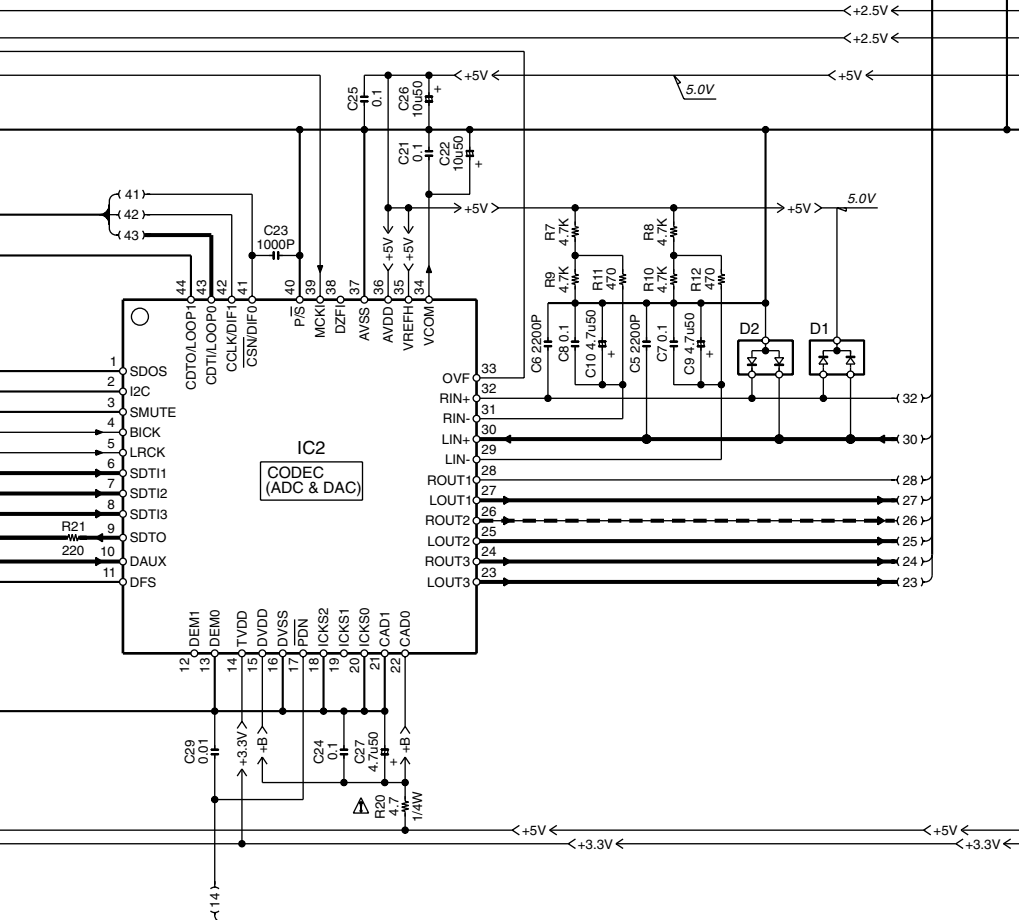 +2.5V
+2.5V
+5V
+5V
5.0V
C25
0.1
C26
10u50
+
C21
0.1
C22
10u50
+
41
42
43
C23
1000P
+5V
+5V
5.0V
+5V
+5V
R7
4.7K
R8
4.7K
R9
4.7K
R11
470
R10
4.7K
R12
470
C6 2200P
C8 0.1
C10 4.7u50
+
C5 2200P
C7 0.1
C9 4.7u50
+
D2
D1
44
43
42
41
40
39
38
37
36
35
34
CDTO/LOOP1
CDTI/LOOP0
CCLK/DIF1
CSN/DIF0
P/S
MCKI
DZFI
AVSS
AVDD
VREFH
VCOM
1 SDOS
2 I2C
3 SMUTE
4 BICK
5 LRCK
6 SDTI1
7 SDTI2
8 SDTI3
R21
220
9 SDTO
10 DAUX
11 DFS
IC2
CODEC
(ADC & DAC)
OVF 33
RIN+ 32
32
RIN- 31
LIN+ 30
30
LIN- 29
ROUT1 28
28
LOUT1 27
27
ROUT2 26
26
LOUT2 25
25
ROUT3 24
24
LOUT3 23
23
DEM1
DEM0
TVDD
DVDD
DVSS
PDN
ICKS2
ICKS1
ICKS0
CAD1
CAD0
12
13
14
15
16
17
18
19
20
21
22
C29
0.01
+3.3V
+B
C24
0.1
C27
4.7u50
+
+B
R20
4.7
1/4W
+5V
+5V
+3.3V
+3.3V
14